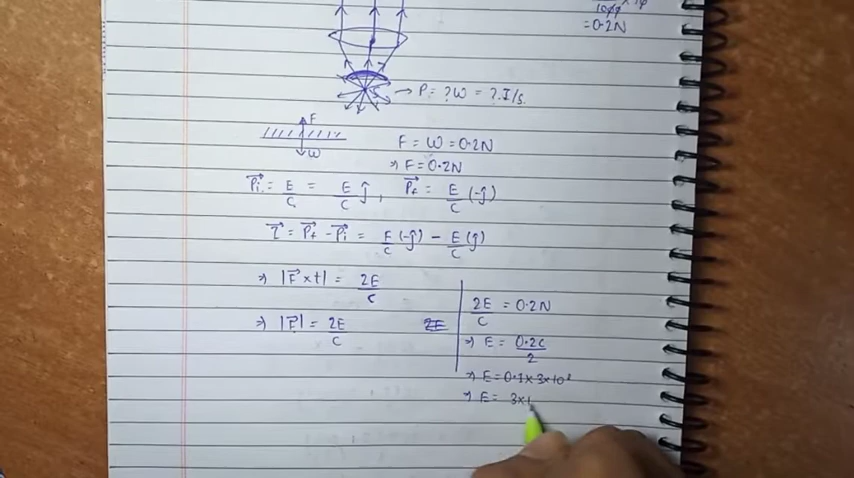 = 0.2N
→ P = ?W = ?J/s.
F
W
F = W = 0.2N
⇒ F = 0.2N
P⃗i = E/C = E/C ĵ, P⃗f = E/C (-ĵ)
= P⃗f - P⃗i = E/C (-ĵ) - E/C (ĵ)
⇒ |F⃗ × t| = 2E/C
⇒ |F⃗| = 2E/C
2E
2E/C = 0.2N
⇒ E = 0.2C/2
⇒ E = 0.1 × 3 × 10⁸
⇒ E = 3×1